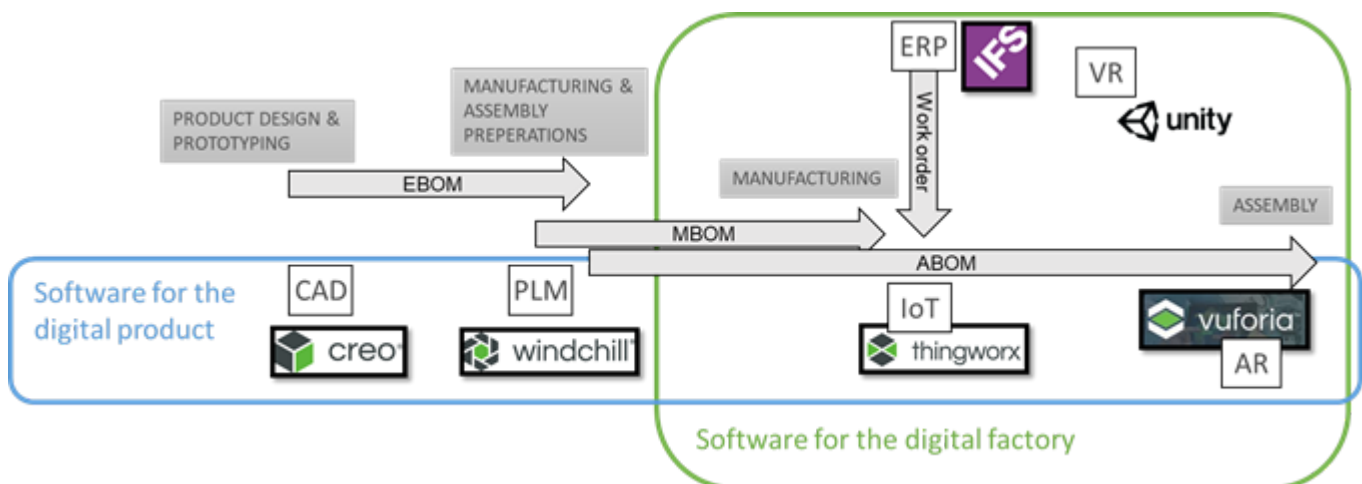 ERP
IFS
VR
unity
MANUFACTURING &
ASSEMBLY
PREPERATIONS
PRODUCT DESIGN &
PROTOTYPING
Work order
EBOM
MANUFACTURING
ASSEMBLY
MBOM
ABOM
Software for the
digital product
CAD
PLM
IoT
creo
windchill
thingworx
vuforia
AR
Software for the digital factory